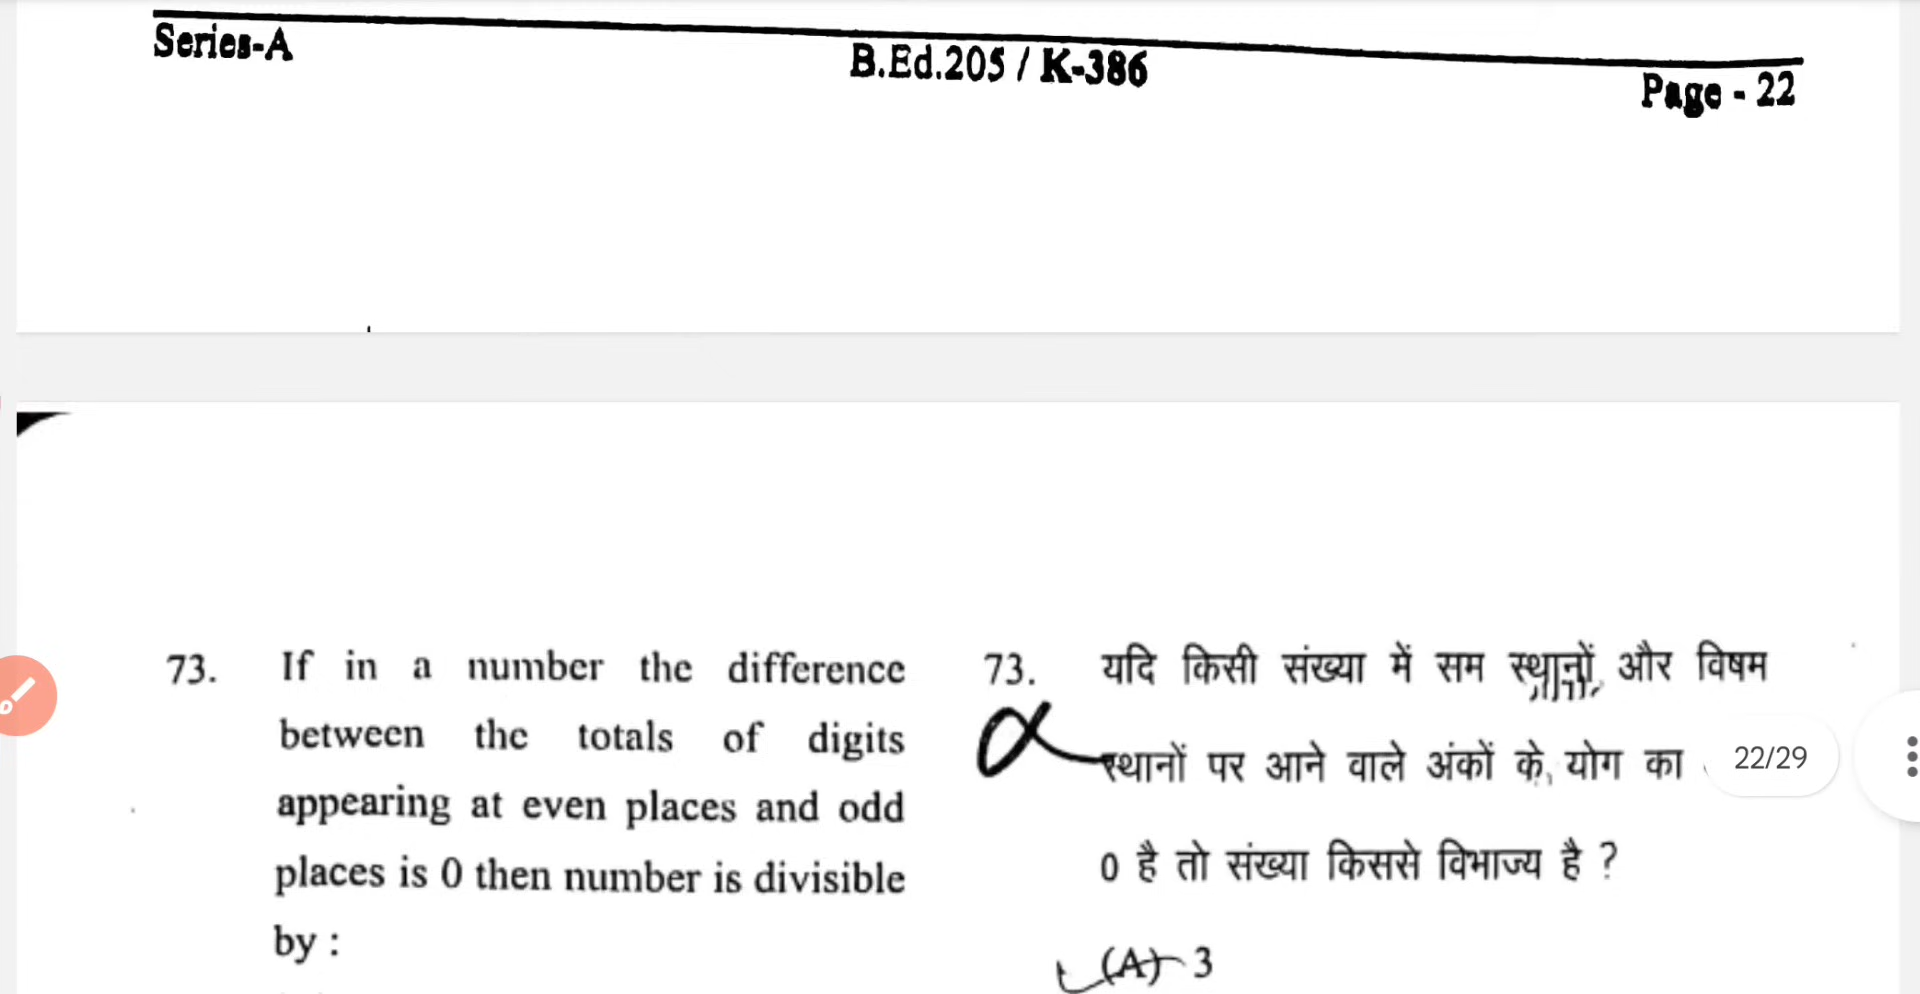 Series-A
B.Ed.205 / K-386
Page - 22
73. If in a number the difference
between the totals of digits
appearing at even places and odd
places is 0 then number is divisible
by :
73. यदि किसी संख्या में सम स्थानों और विषम
स्थानों पर आने वाले अंकों के योग का
0 है तो संख्या किससे विभाज्य है ?
(A) 3
22/29